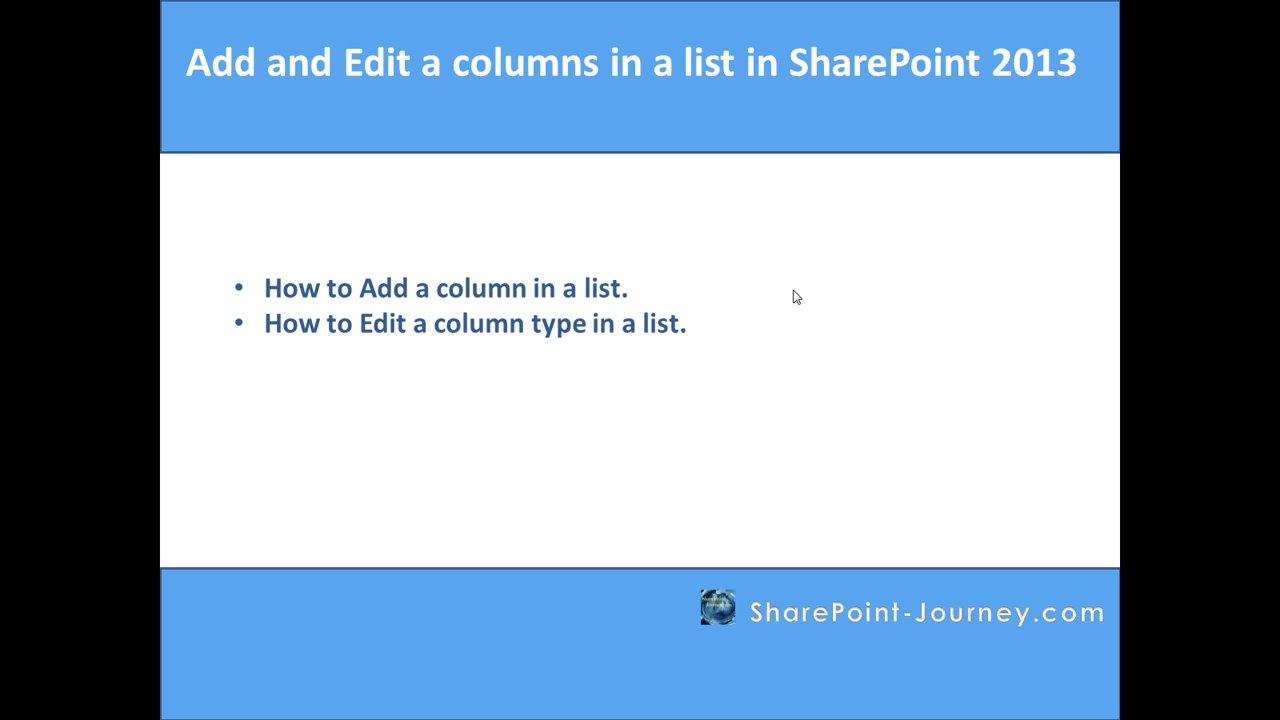 Add and Edit a columns in a list in SharePoint 2013
• How to Add a column in a list.
• How to Edit a column type in a list.
SharePoint-Journey.com